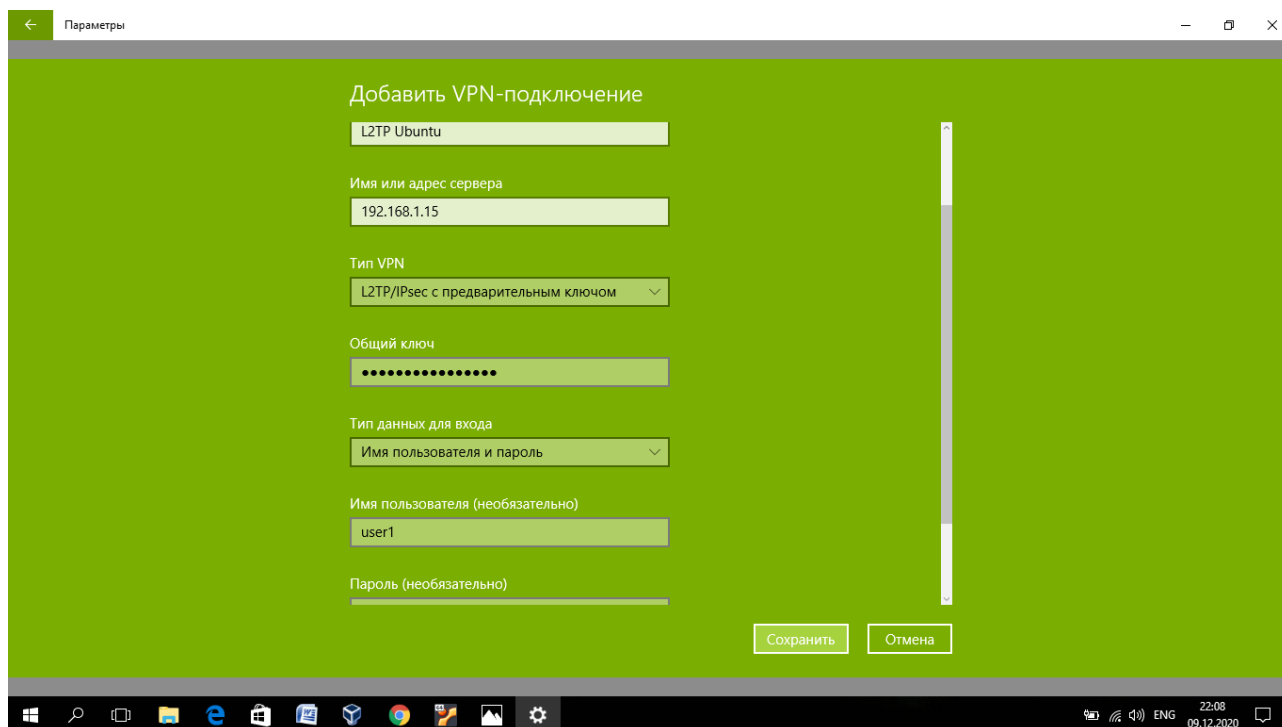 Параметры
Добавить VPN-подключение
L2TP Ubuntu
Имя или адрес сервера
192.168.1.15
Тип VPN
L2TP/IPsec с предварительным ключом
Общий ключ
●●●●●●●●●●●●●●●●
Тип данных для входа
Имя пользователя и пароль
Имя пользователя (необязательно)
user1
Пароль (необязательно)
Сохранить
Отмена
ENG
22:08
09.12.2020